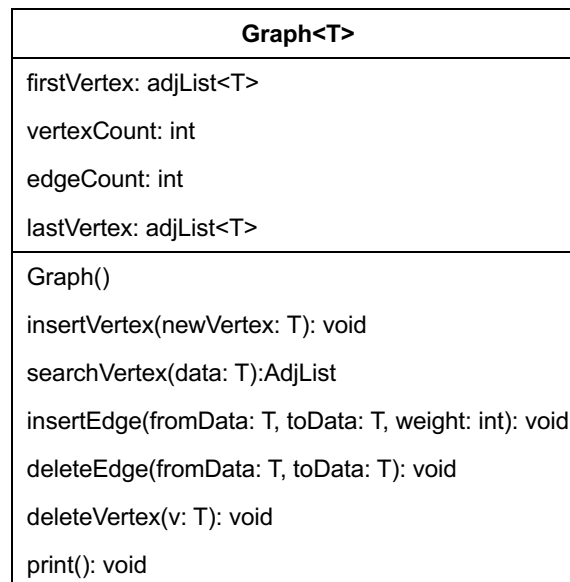 Graph<T>
firstVertex: adjList<T>
vertexCount: int
edgeCount: int
lastVertex: adjList<T>
Graph()
insertVertex(newVertex: T): void
searchVertex(data: T):AdjList
insertEdge(fromData: T, toData: T, weight: int): void
deleteEdge(fromData: T, toData: T): void
deleteVertex(v: T): void
print(): void